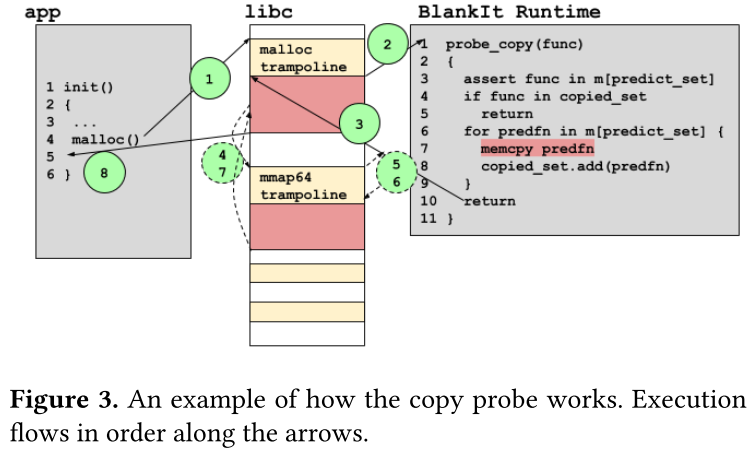 app
libc
BlankIt Runtime
1 init()
2 {
3 ...
4 malloc()
5
6 }
1
8
malloc
trampoline
mmap64
trampoline
2
3
4
7
5
6
1 probe_copy(func)
2 {
3 assert func in m[predict_set]
4 if func in copied_set
5 return
6 for predfn in m[predict_set] {
7 memcpy predfn
8 copied_set.add(predfn)
9 }
10 return
11 }
Figure 3. An example of how the copy probe works. Execution
flows in order along the arrows.